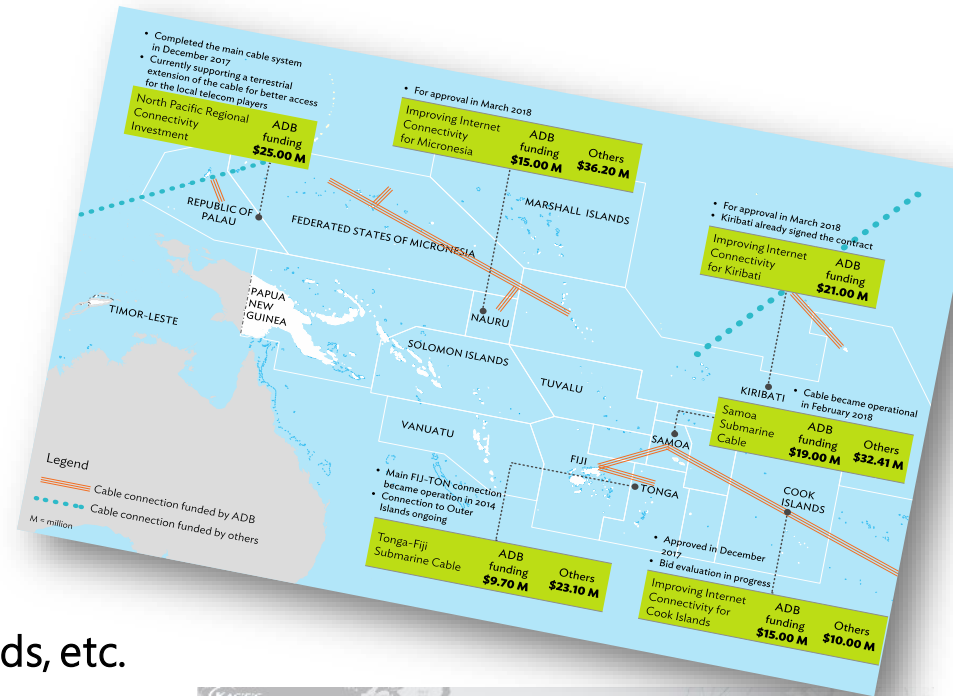 • Completed the main cable system
in December 2017
• Currently supporting a terrestrial
extension of the cable for better access
for the local telecom players
North Pacific Regional
Connectivity
Investment
ADB
funding
$25.00 M
• For approval in March 2018
Improving Internet
Connectivity
for Micronesia
ADB
funding
$15.00 M
Others
$36.20 M
• For approval in March 2018
• Kiribati already signed the contract
Improving Internet
Connectivity
for Kiribati
ADB
funding
$21.00 M
REPUBLIC OF
PALAU
FEDERATED STATES OF MICRONESIA
MARSHALL ISLANDS
TIMOR-LESTE
PAPUA
NEW
GUINEA
NAURU
SOLOMON ISLANDS
TUVALU
KIRIBATI
VANUATU
FIJI
SAMOA
TONGA
COOK
ISLANDS
• Cable became operational
in February 2018
Samoa
Submarine
Cable
ADB
funding
$19.00 M
Others
$32.41 M
• Main FIJ-TON connection
became operation in 2014
• Connection to Outer
Islands ongoing
Tonga-Fiji
Submarine Cable
ADB
funding
$9.70 M
Others
$23.10 M
• Approved in December
2017
• Bid evaluation in progress
Improving Internet
Connectivity for
Cook Islands
ADB
funding
$15.00 M
Others
$10.00 M
Legend
Cable connection funded by ADB
Cable connection funded by others
M = million
ds, etc.